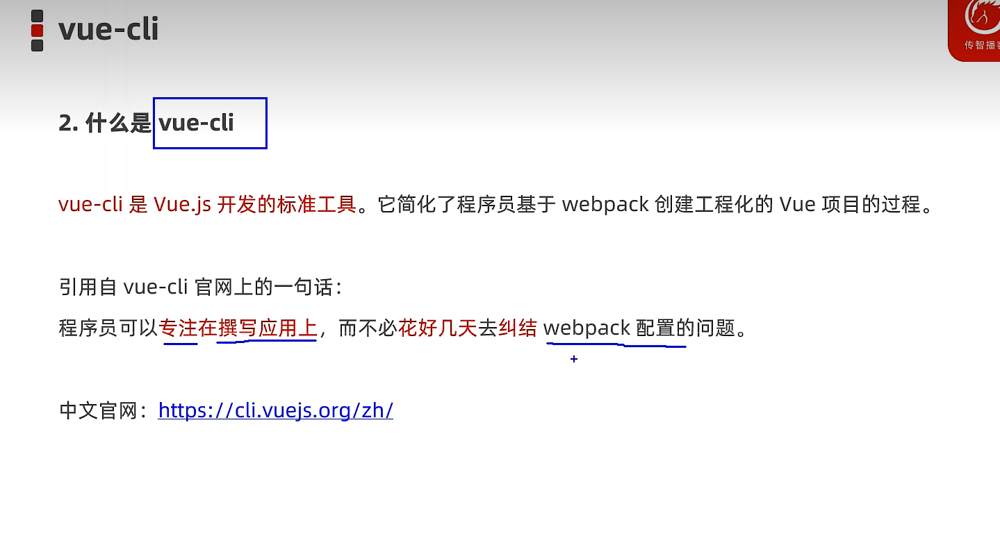 vue-cli
传智播客
2. 什么是 vue-cli
vue-cli 是 Vue.js 开发的标准工具。它简化了程序员基于 webpack 创建工程化的 Vue 项目的过程。
引用自 vue-cli 官网上的一句话：
程序员可以专注在撰写应用上，而不必花好几天去纠结 webpack 配置的问题。
中文官网：https://cli.vuejs.org/zh/